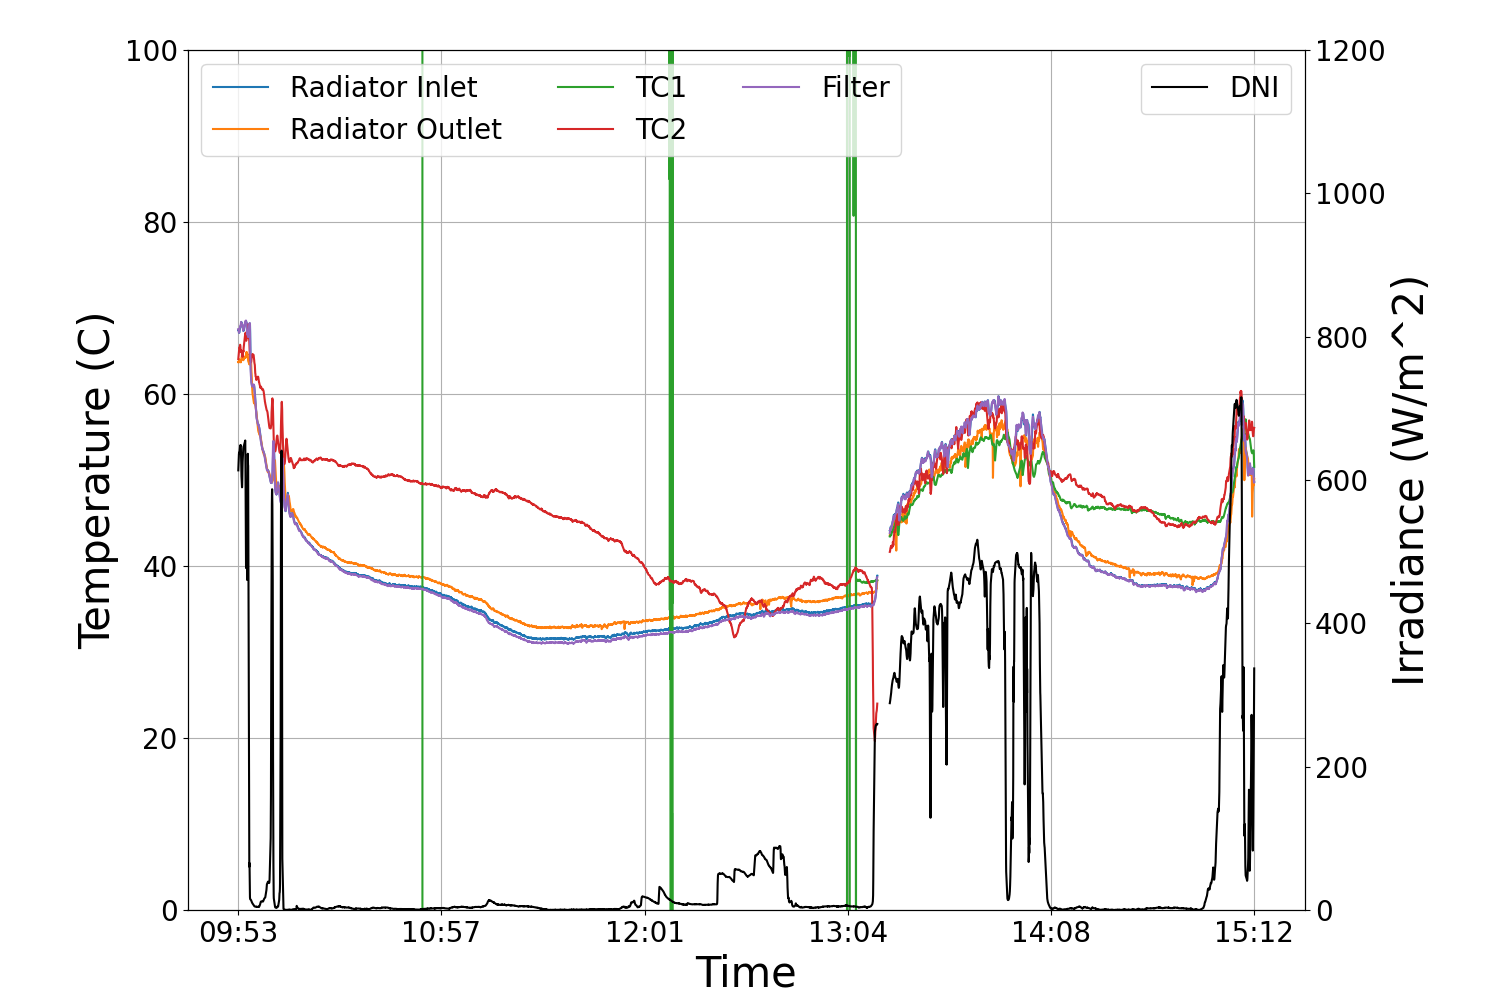 100
80
60
40
20
0
Temperature (C)
Radiator Inlet
Radiator Outlet
TC1
TC2
Filter
DNI
1200
1000
800
600
400
200
0
Irradiance (W/m^2)
09:53 10:57 12:01 13:04 14:08 15:12
Time